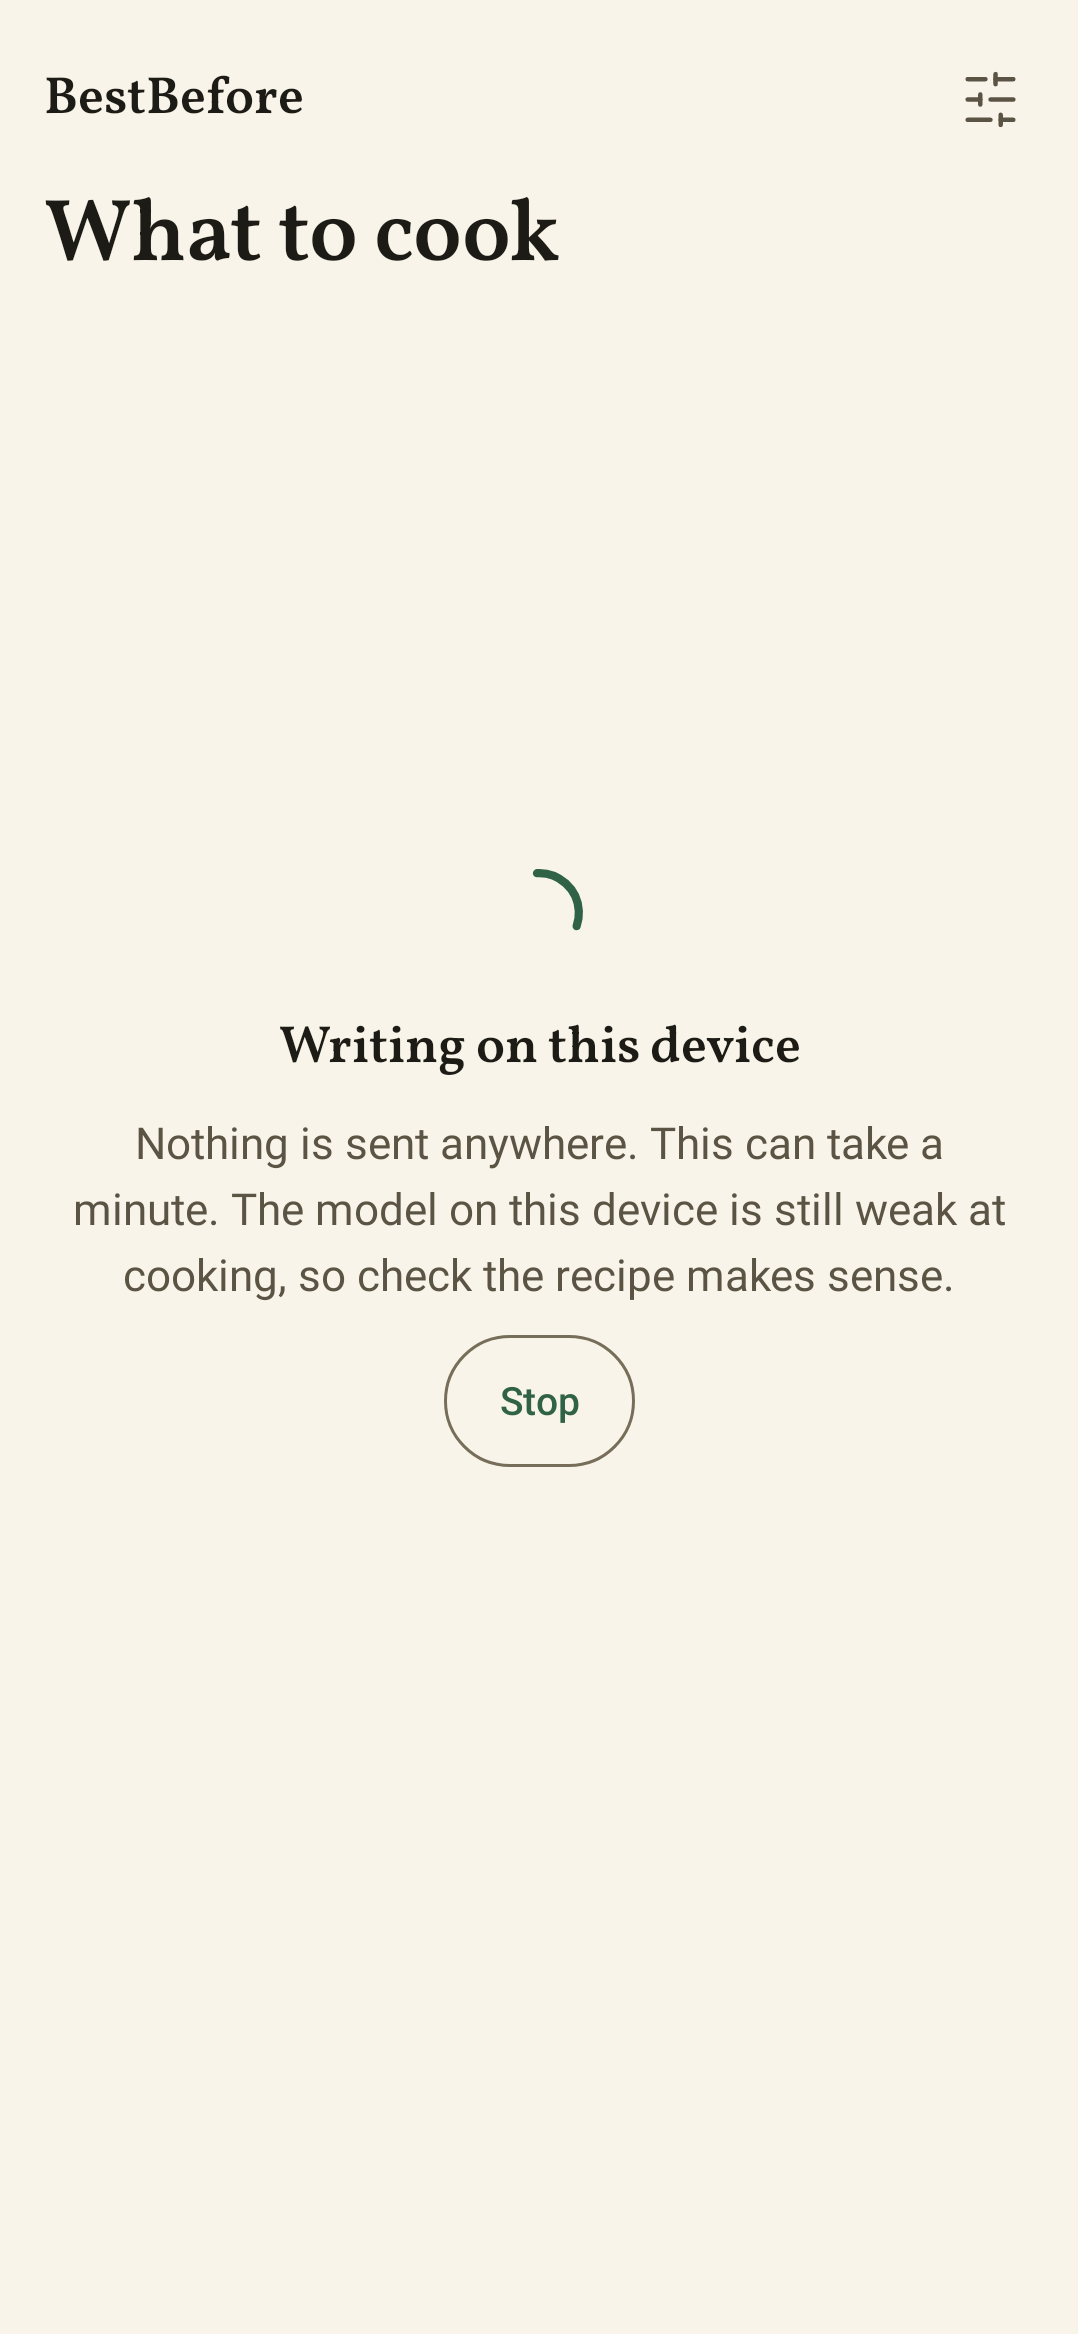 BestBefore
What to cook
Writing on this device
Nothing is sent anywhere. This can take a
minute. The model on this device is still weak at
cooking, so check the recipe makes sense.
Stop